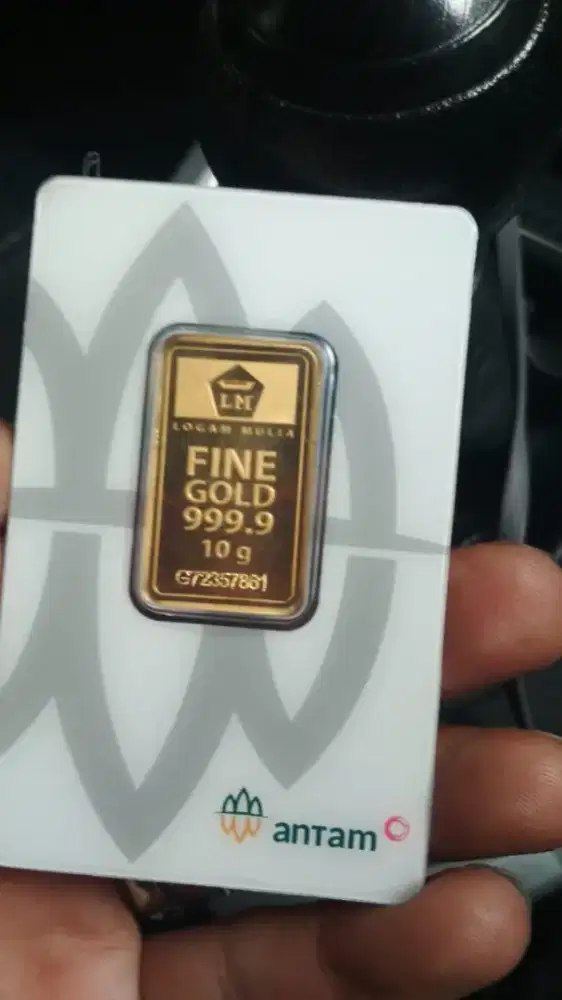 LM
LOGAM MULIA
FINE
GOLD
999.9
10 g
G72357861
antam